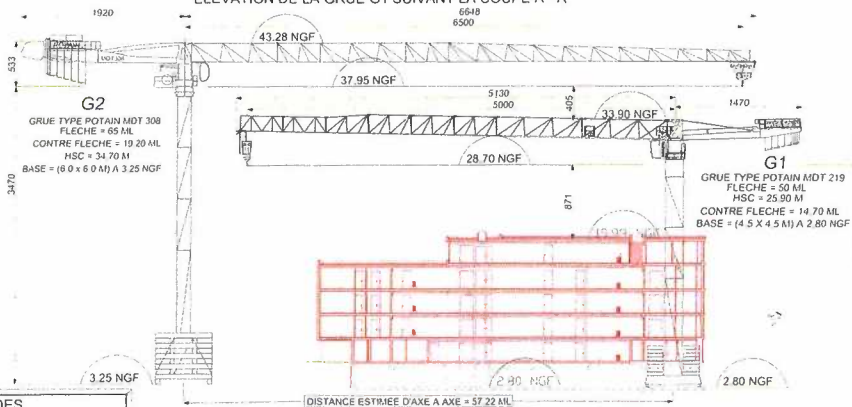 ELEVATION DE LA GRUE G1 SUIVANT LA COUPE A - A
1920
6648
6500
533
43.28 NGF
37.95 NGF
5130
5000
405
33.90 NGF
1470
G2
GRUE TYPE POTAIN MDT 308
FLECHE = 65 ML
CONTRE FLECHE = 19.20 ML
HSC = 34.70 M
BASE = (6.0 x 6.0 M) A 3.25 NGF
28.70 NGF
G1
GRUE TYPE POTAIN MDT 219
FLECHE = 50 ML
HSC = 25.90 M
CONTRE FLECHE = 14.70 ML
BASE = (4.5 X 4.5 M) A 2.80 NGF
3470
871
19.99 NGF
3.25 NGF
2.80 NGF
2.80 NGF
DISTANCE ESTIMEE D'AXE A AXE = 57.22 ML